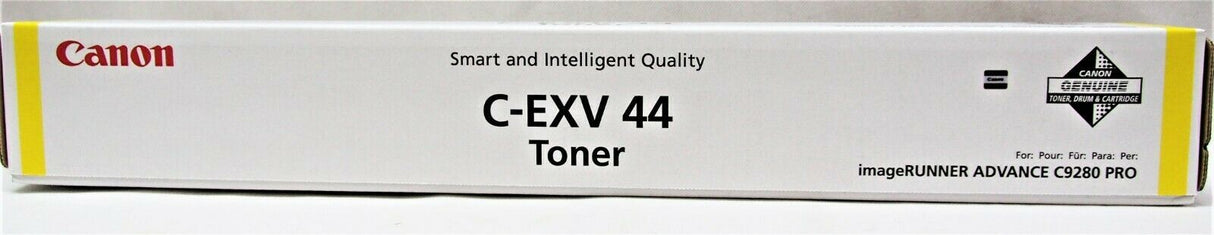 Canon
Smart and Intelligent Quality
C-EXV 44
Toner
CANON
GENUINE
TONER, DRUM & CARTRIDGE
For: Pour: Für: Para: Per:
imageRUNNER ADVANCE C9280 PRO